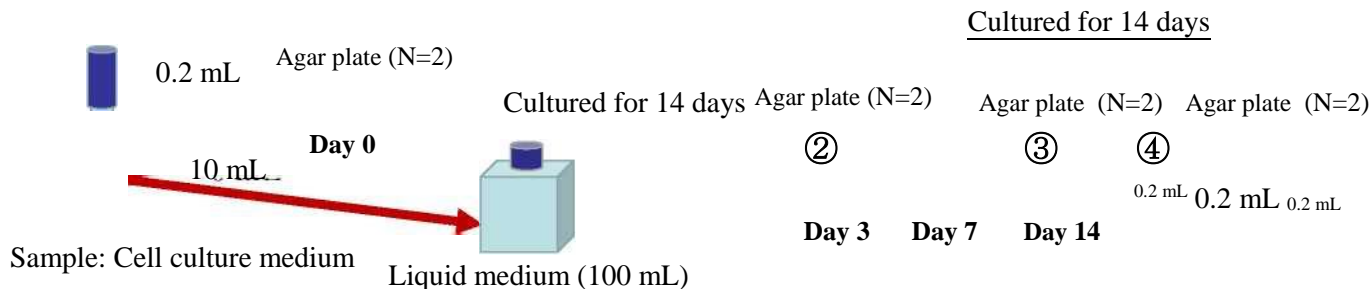 Cultured for 14 days
0.2 mL
Agar plate (N=2)
Cultured for 14 days
Agar plate (N=2)
Agar plate (N=2)
Agar plate (N=2)
Day 0
② ③ ④
10 mL
0.2 mL 0.2 mL 0.2 mL
Day 3 Day 7 Day 14
Sample: Cell culture medium
Liquid medium (100 mL)